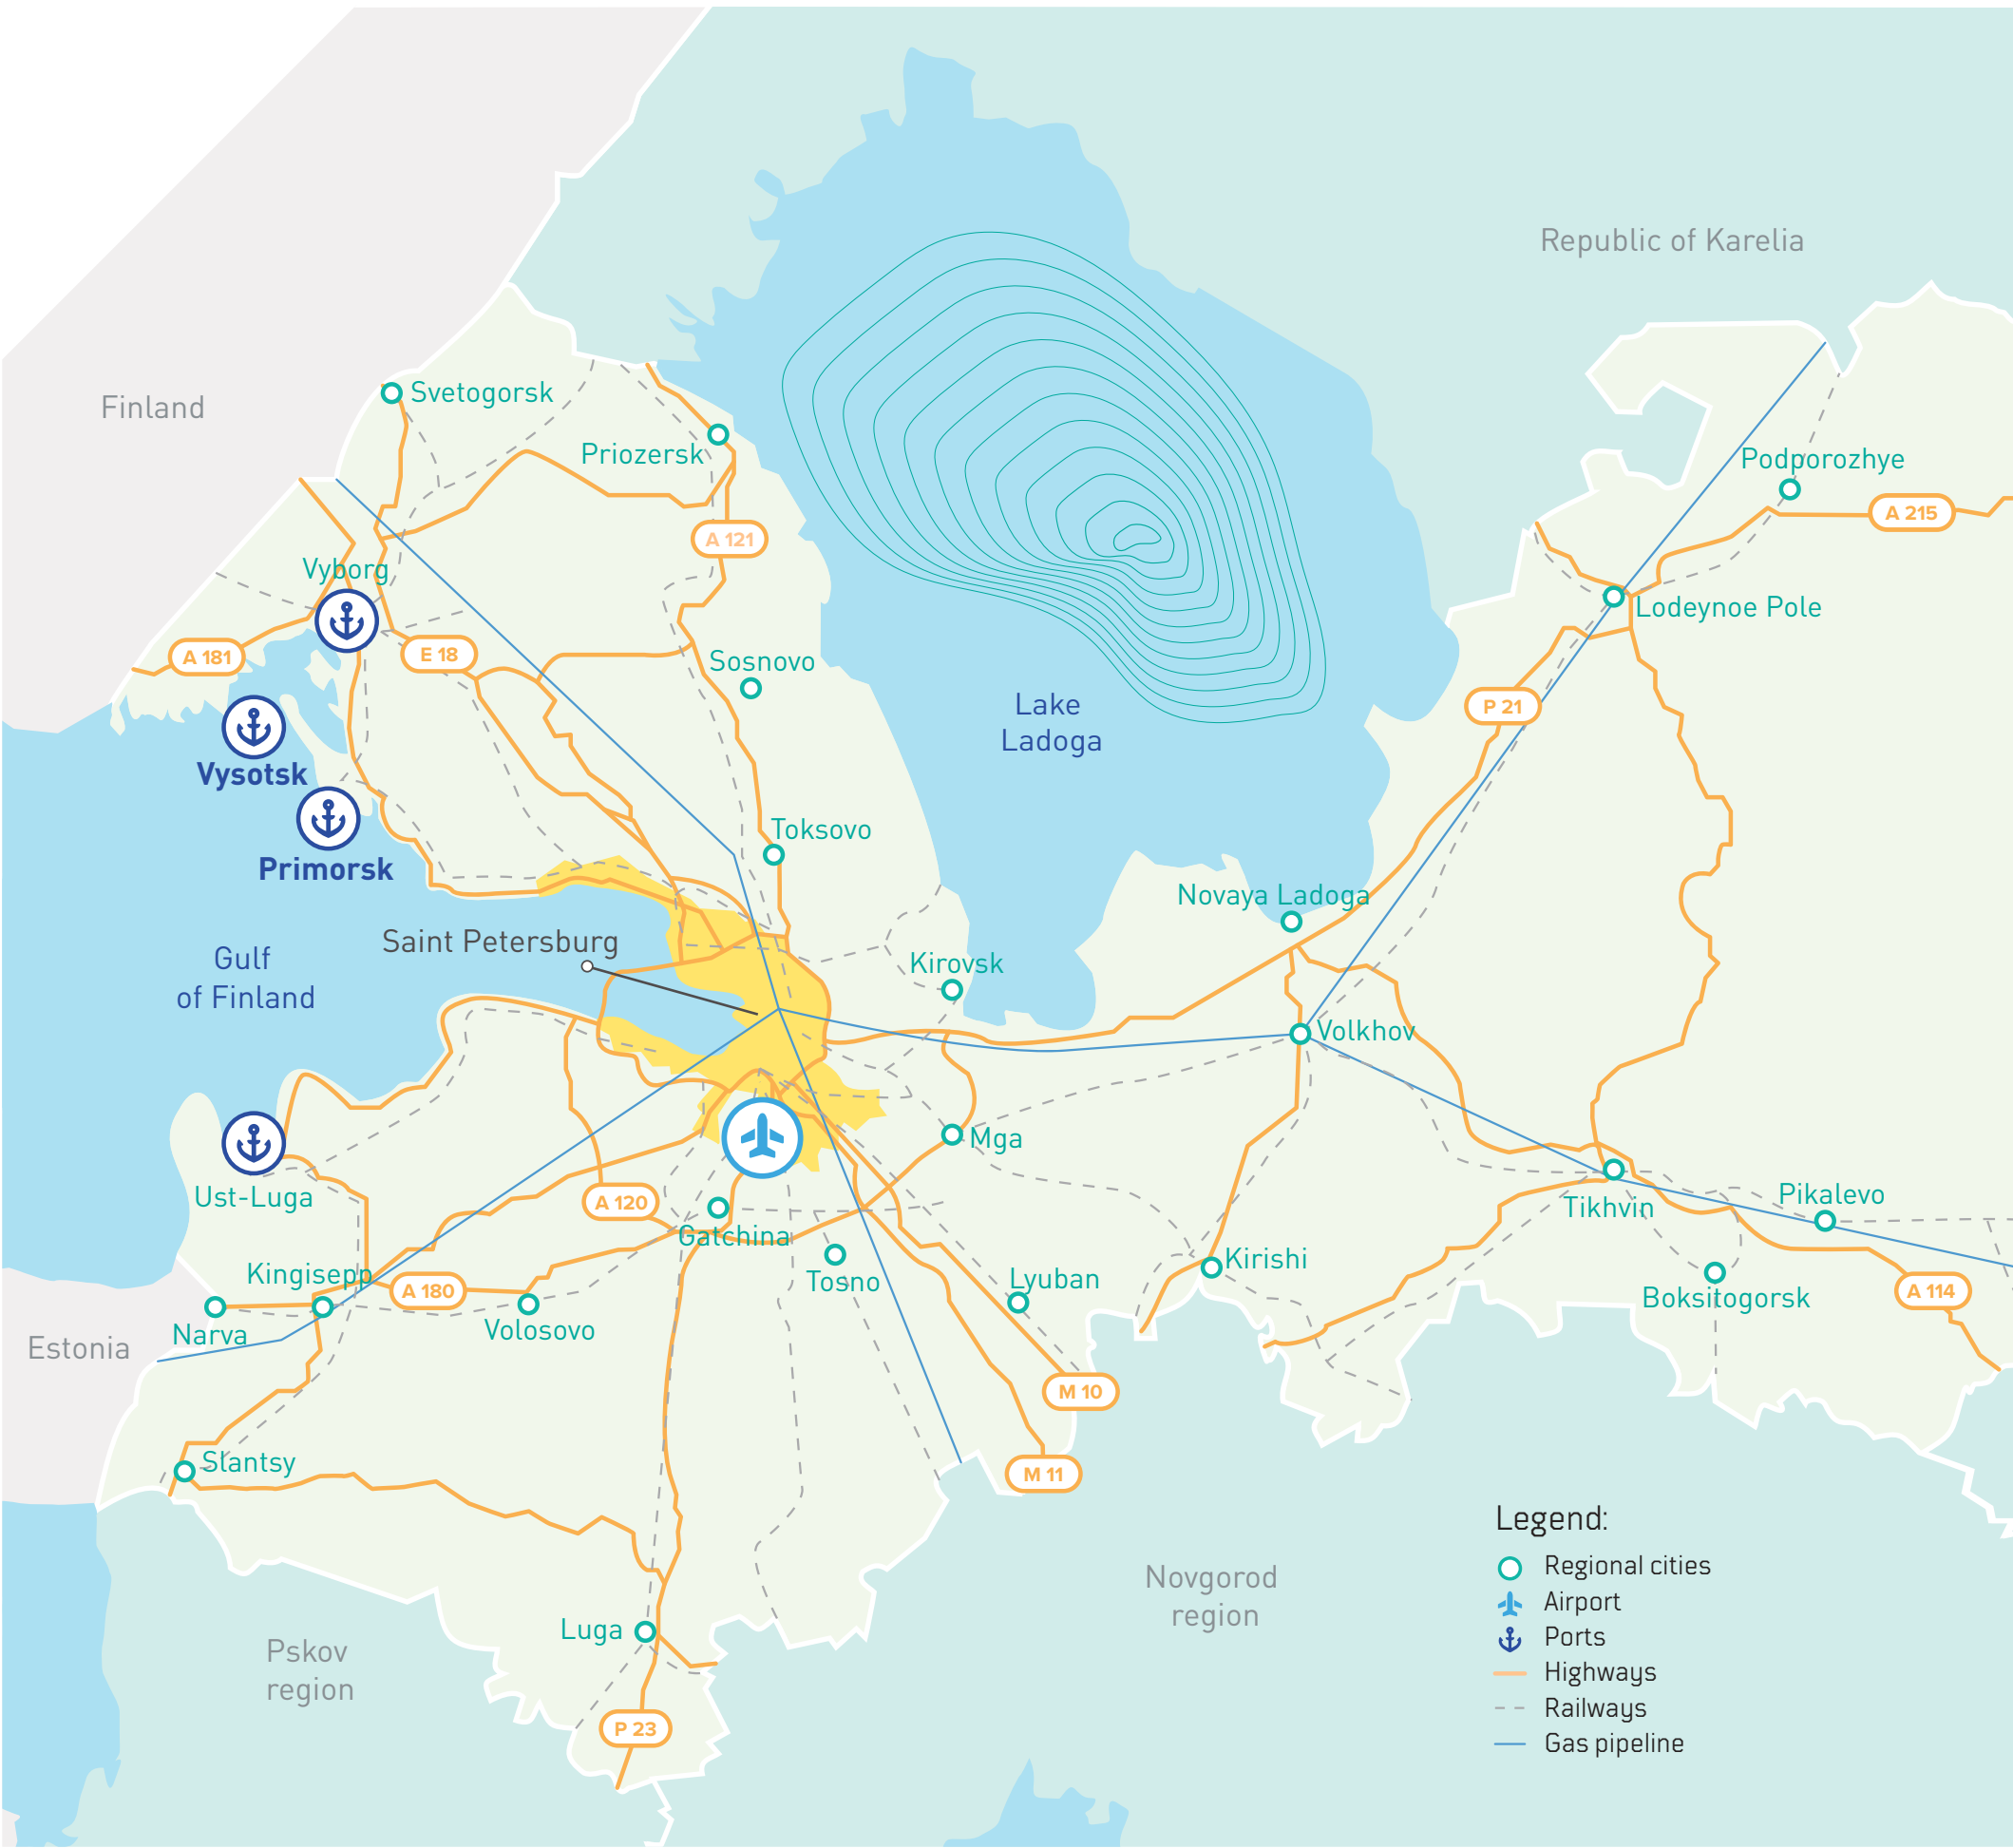 Republic of Karelia
Finland
Svetogorsk
Priozersk
Podporozhye
A 215
A 121
Vyborg
Lodeynoe Pole
A 181
E 18
Sosnovo
P 21
Lake
Ladoga
Vysotsk
Toksovo
Primorsk
Novaya Ladoga
Saint Petersburg
Gulf
of Finland
Kirovsk
Volkhov
Mga
Ust-Luga
A 120
Tikhvin
Pikalevo
Gatchina
Kingisepp
A 180
Tosno
Lyuban
Kirishi
Boksitogorsk
A 114
Narva
Volosovo
Estonia
M 10
Slantsy
M 11
Legend:
Regional cities
Airport
Ports
Highways
Railways
Gas pipeline
Novgorod
region
Luga
Pskov
region
P 23